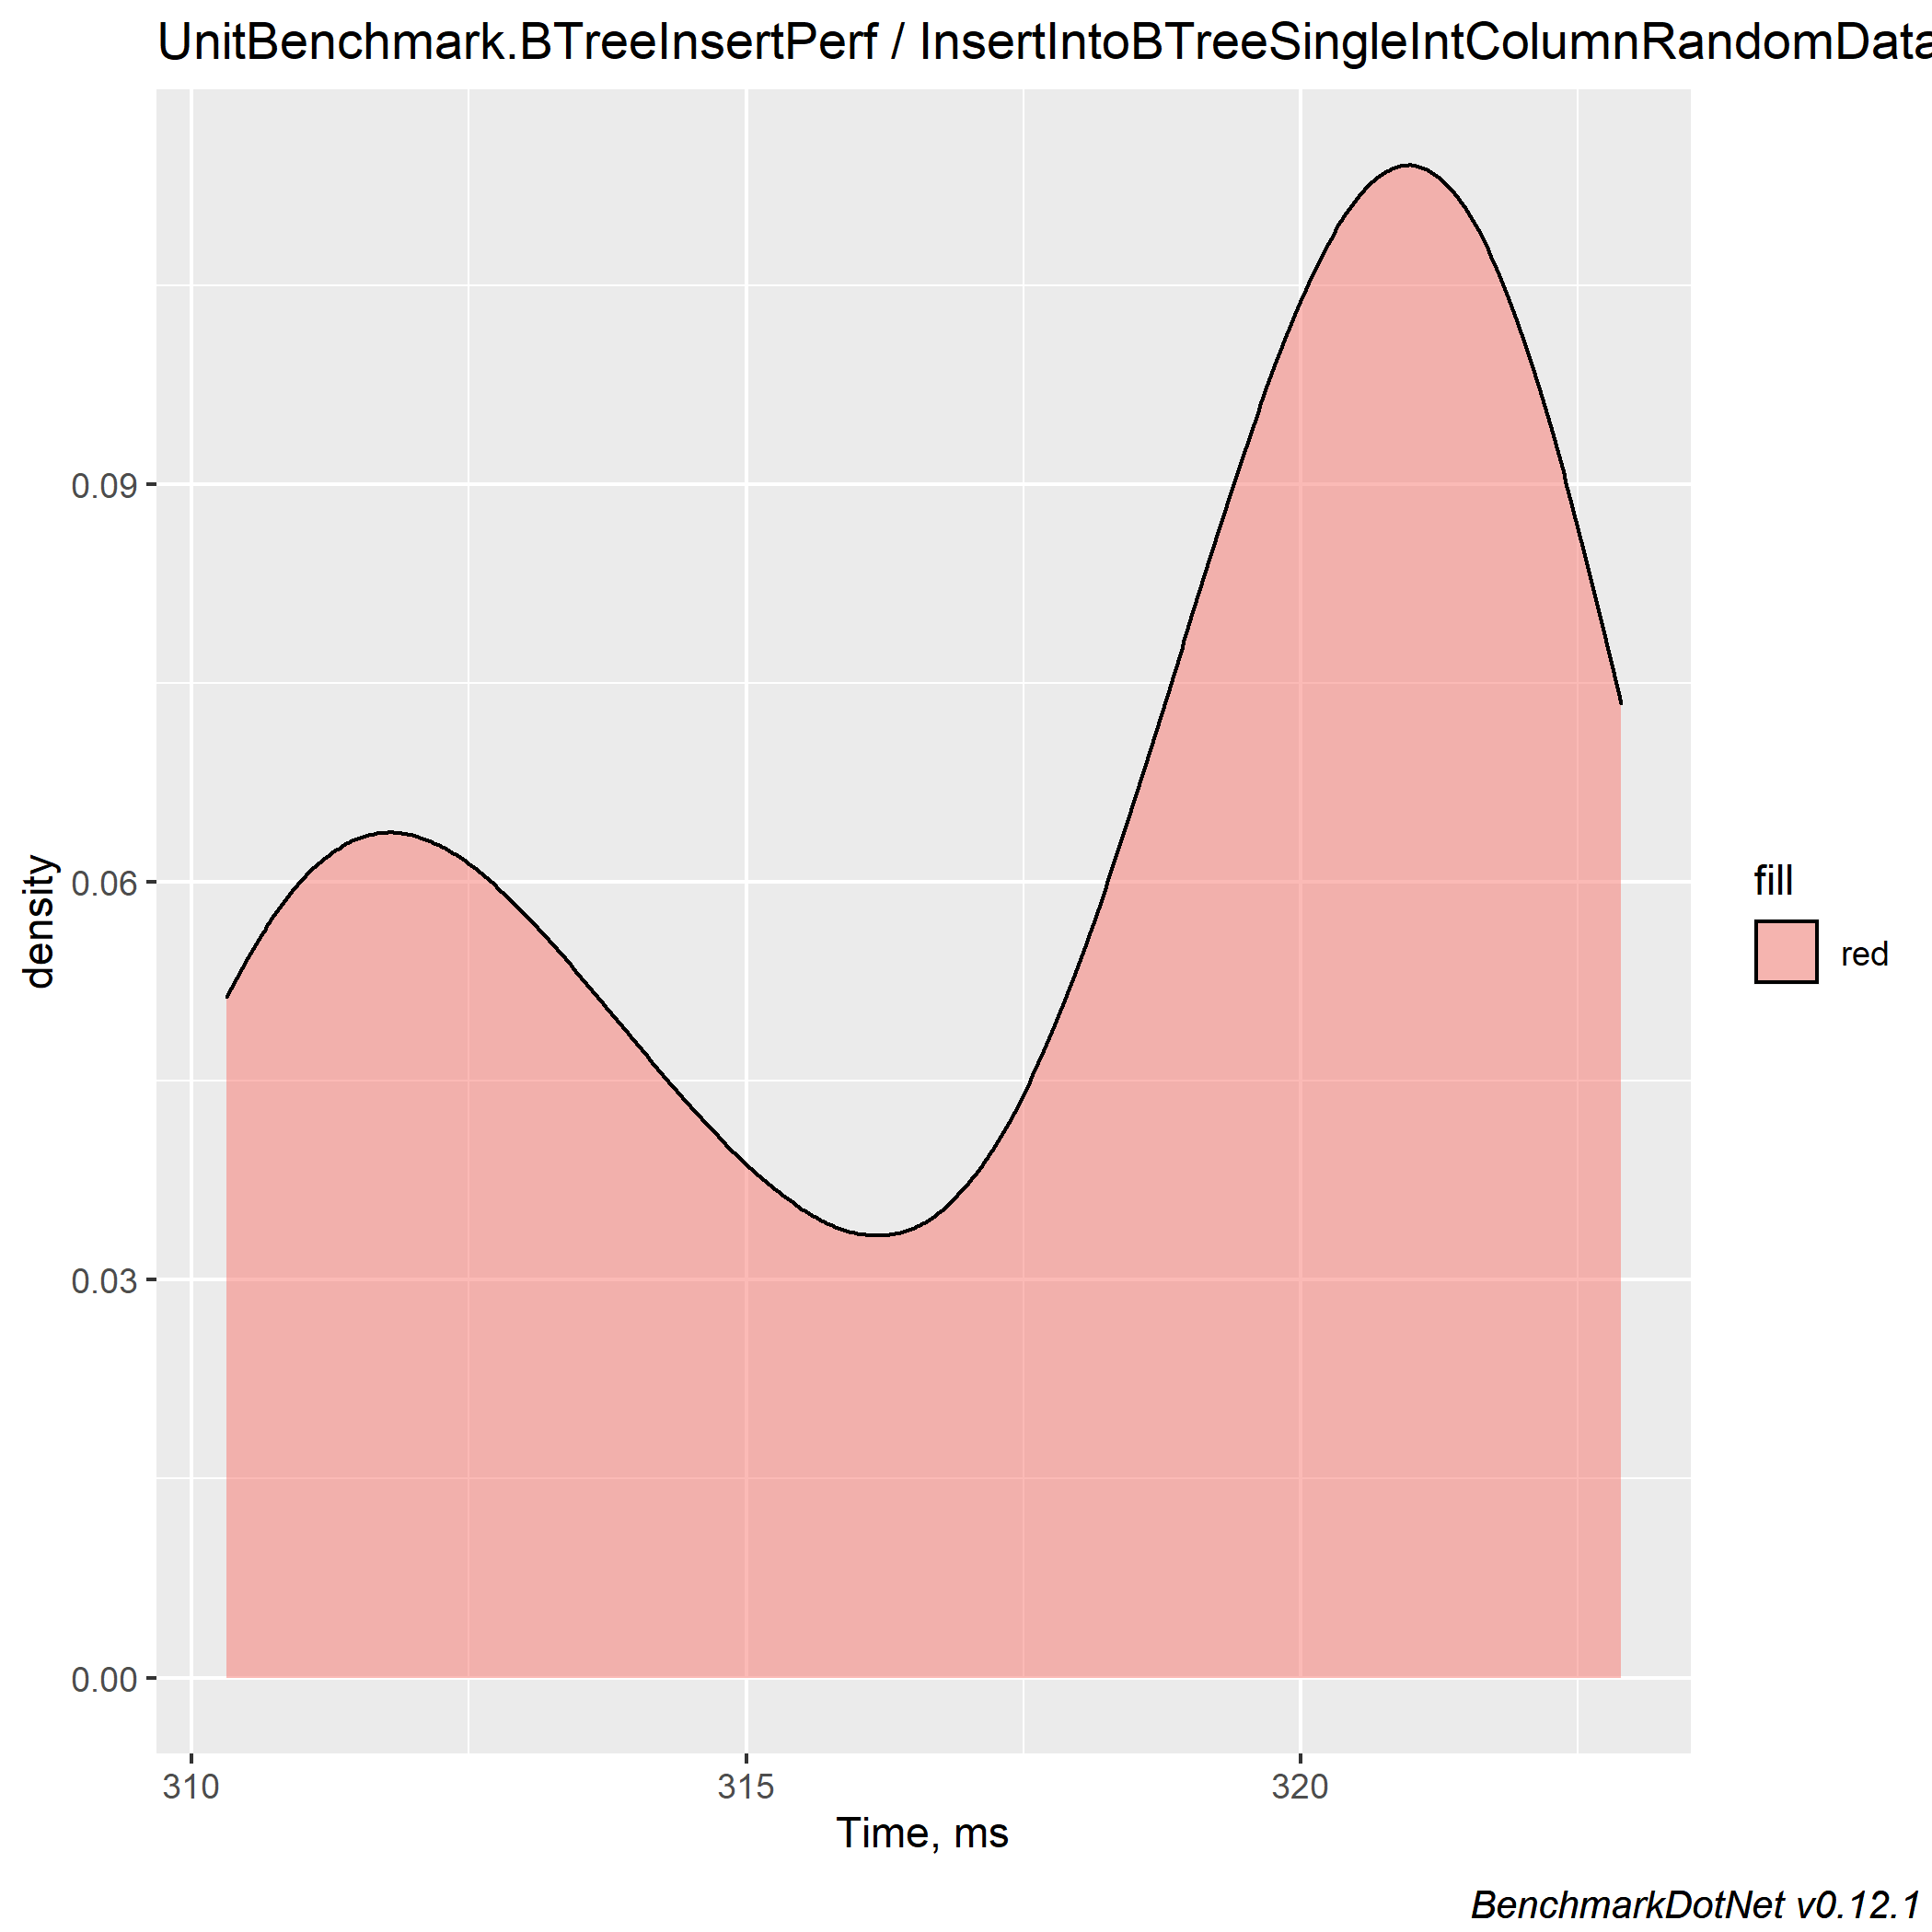 UnitBenchmark.BTreeInsertPerf / InsertIntoBTreeSingleIntColumnRandomData
density
0.09
0.06
0.03
0.00
310 315 320
Time, ms
fill
red
BenchmarkDotNet v0.12.1